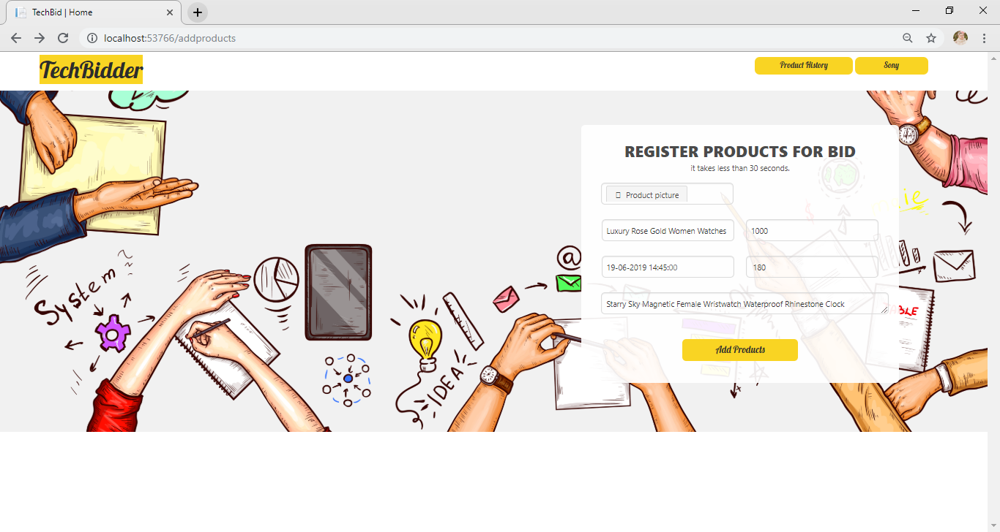 TechBid | Home
localhost:53766/addproducts
TechBidder
Product History
Sony
REGISTER PRODUCTS FOR BID
it takes less than 30 seconds.
Product picture
Luxury Rose Gold Women Watches
1000
19-06-2019 14:45:00
180
Starry Sky Magnetic Female Wristwatch Waterproof Rhinestone Clock
Add Products
System
@
IDEA